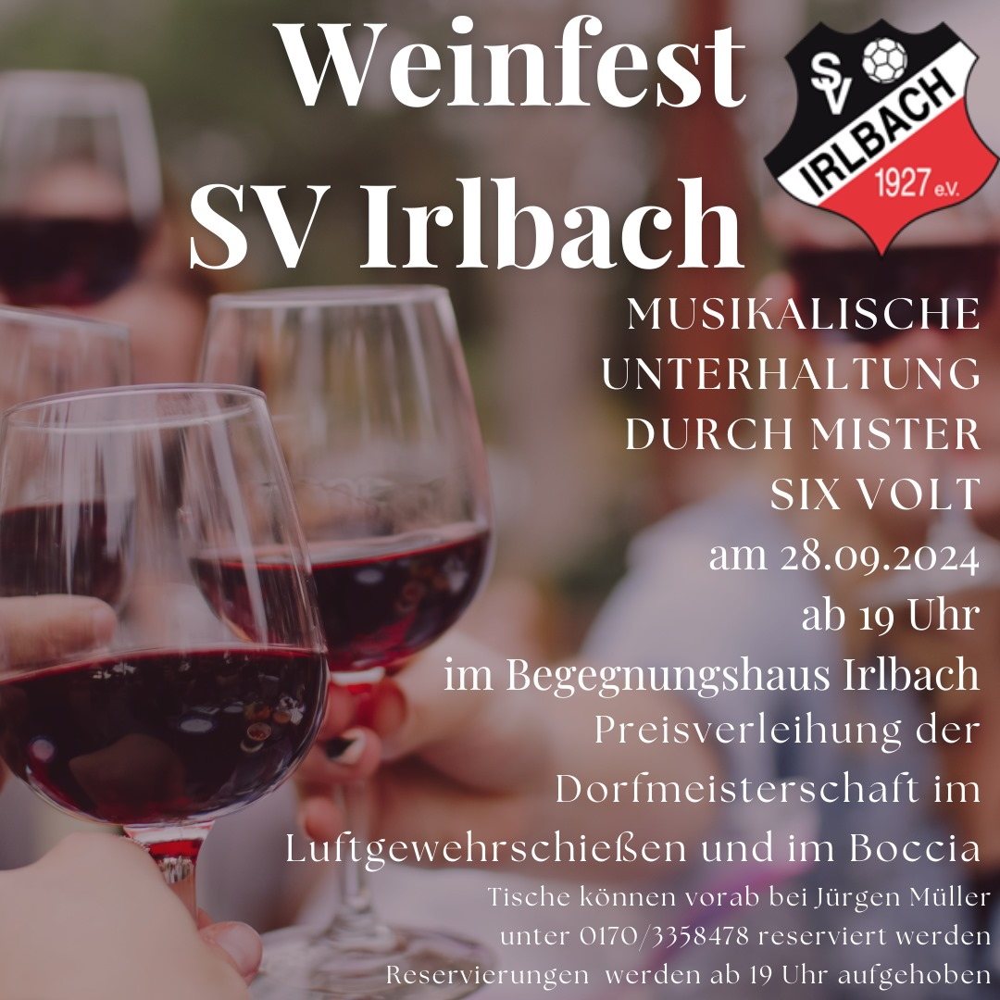 Weinfest
SV Irlbach
SV
IRLBACH
1927 e.V.
MUSIKALISCHE
UNTERHALTUNG
DURCH MISTER
SIX VOLT
am 28.09.2024
ab 19 Uhr
im Begegnungshaus Irlbach
Preisverleihung der
Dorfmeisterschaft im
Luftgewehrschießen und im Boccia
Tische können vorab bei Jürgen Müller
unter 0170/3358478 reserviert werden
Reservierungen werden ab 19 Uhr aufgehoben